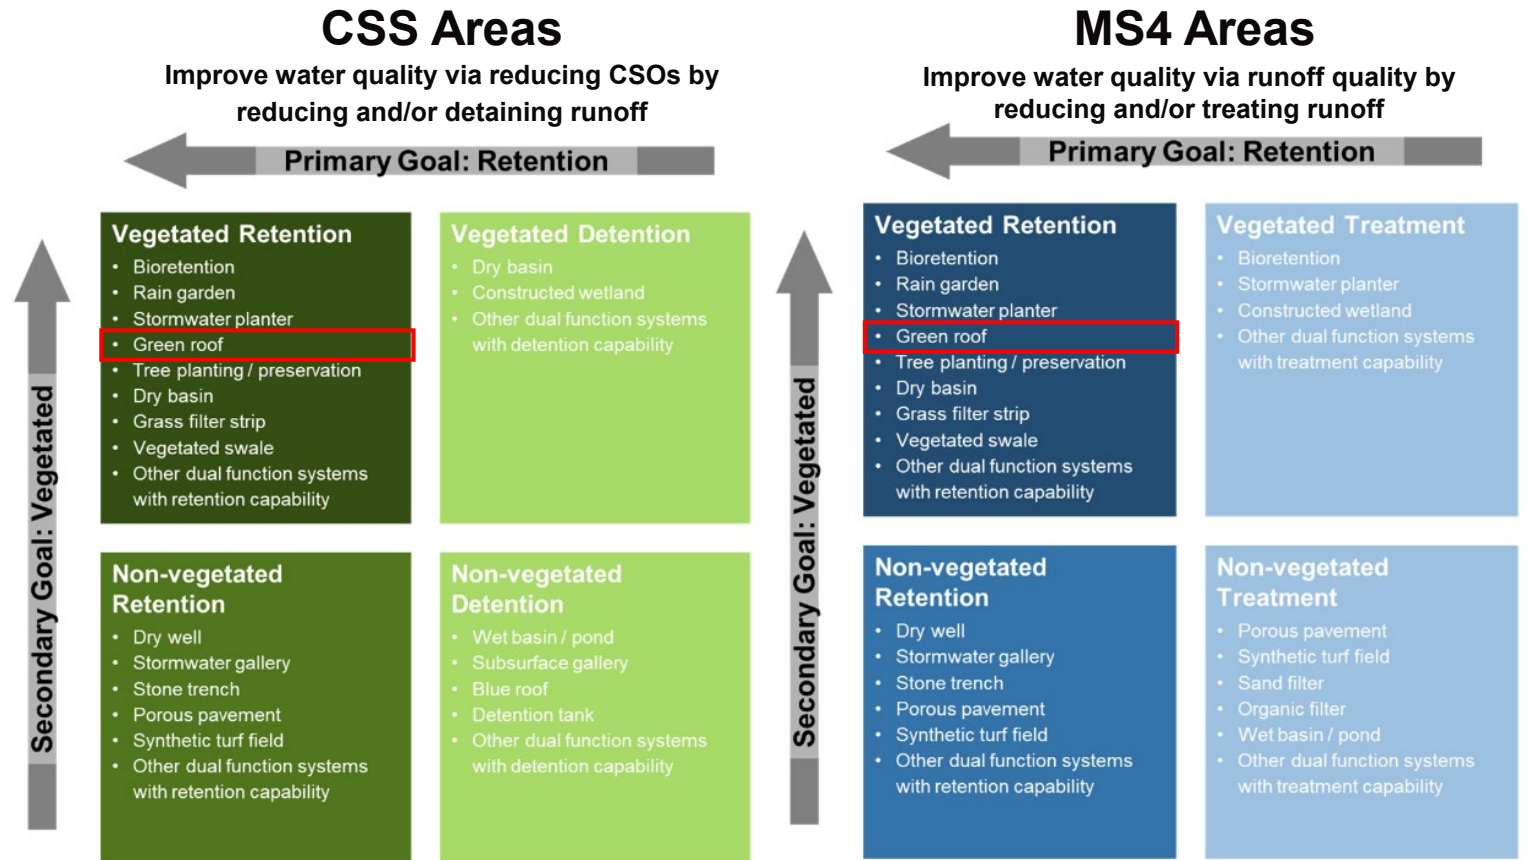 CSS Areas
Improve water quality via reducing CSOs by
reducing and/or detaining runoff
Primary Goal: Retention
Secondary Goal: Vegetated
Vegetated Retention
• Bioretention
• Rain garden
• Stormwater planter
• Green roof
• Tree planting / preservation
• Dry basin
• Grass filter strip
• Vegetated swale
• Other dual function systems
with retention capability
Vegetated Detention
• Dry basin
• Constructed wetland
• Other dual function systems
with detention capability
Non-vegetated
Retention
• Dry well
• Stormwater gallery
• Stone trench
• Porous pavement
• Synthetic turf field
• Other dual function systems
with retention capability
Non-vegetated
Detention
• Wet basin / pond
• Subsurface gallery
• Blue roof
• Detention tank
• Other dual function systems
with detention capability
MS4 Areas
Improve water quality via runoff quality by
reducing and/or treating runoff
Primary Goal: Retention
Secondary Goal: Vegetated
Vegetated Retention
• Bioretention
• Rain garden
• Stormwater planter
• Green roof
• Tree planting / preservation
• Dry basin
• Grass filter strip
• Vegetated swale
• Other dual function systems
with retention capability
Vegetated Treatment
• Bioretention
• Stormwater planter
• Constructed wetland
• Other dual function systems
with treatment capability
Non-vegetated
Retention
• Dry well
• Stormwater gallery
• Stone trench
• Porous pavement
• Synthetic turf field
• Other dual function systems
with retention capability
Non-vegetated
Treatment
• Porous pavement
• Synthetic turf field
• Sand filter
• Organic filter
• Wet basin / pond
• Other dual function systems
with treatment capability